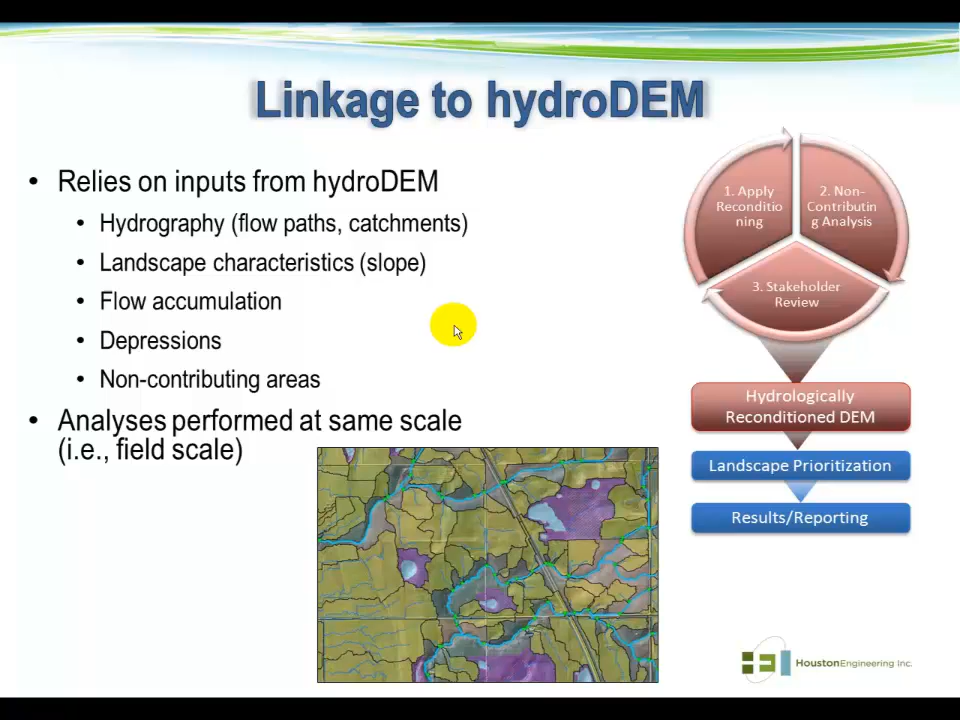 Linkage to hydroDEM
• Relies on inputs from hydroDEM
• Hydrography (flow paths, catchments)
• Landscape characteristics (slope)
• Flow accumulation
• Depressions
• Non-contributing areas
• Analyses performed at same scale
(i.e., field scale)
1. Apply
Reconditio
ning
2. Non-
Contributin
g Analysis
3. Stakeholder
Review
Hydrologically
Reconditioned DEM
Landscape Prioritization
Results/Reporting
HoustonEngineering Inc.